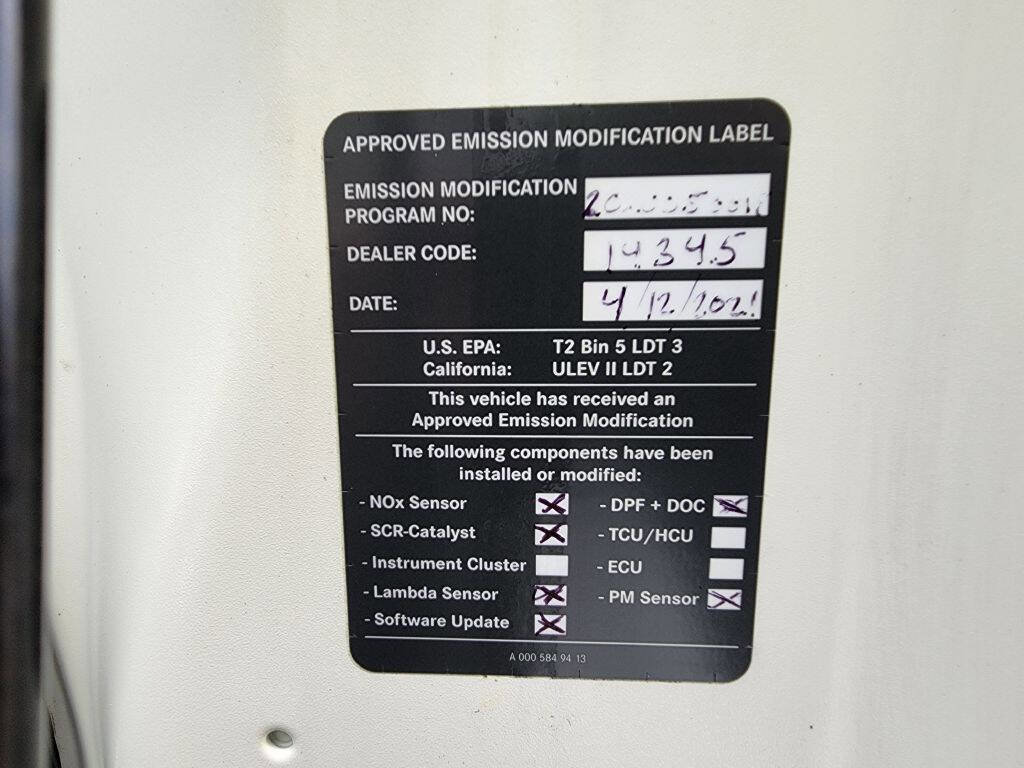 APPROVED EMISSION MODIFICATION LABEL
EMISSION MODIFICATION
PROGRAM NO:
DEALER CODE: 14345
DATE: 4/12/2021
U.S. EPA: T2 Bin 5 LDT 3
California: ULEV II LDT 2
This vehicle has received an
Approved Emission Modification
The following components have been
installed or modified:
- NOx Sensor - DPF + DOC
- SCR-Catalyst - TCU/HCU
- Instrument Cluster - ECU
- Lambda Sensor - PM Sensor
- Software Update
A 000 584 94 13